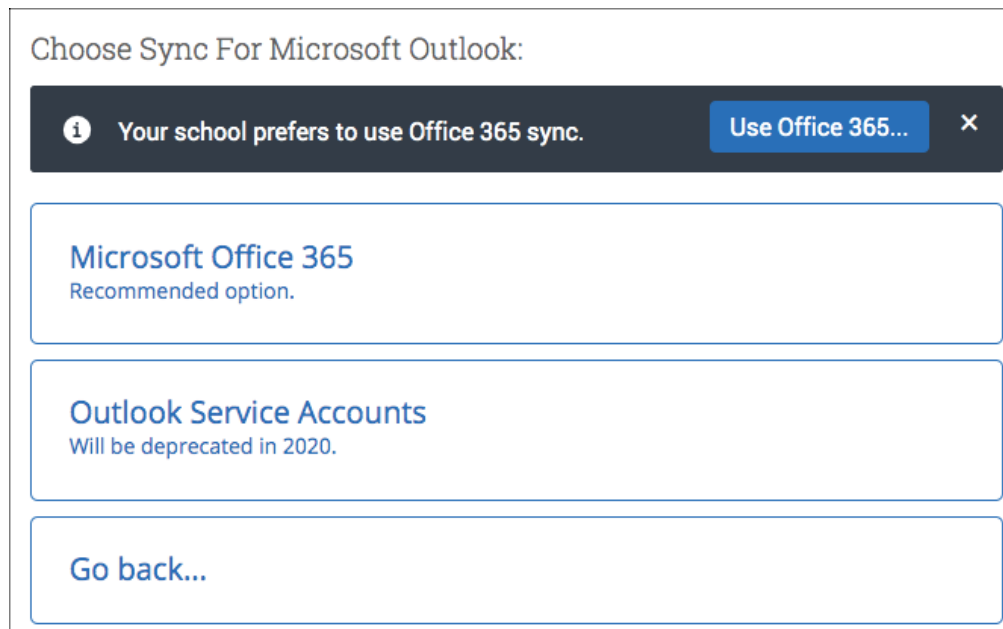 Choose Sync For Microsoft Outlook:
Your school prefers to use Office 365 sync.
Use Office 365...
Microsoft Office 365
Recommended option.
Outlook Service Accounts
Will be deprecated in 2020.
Go back...